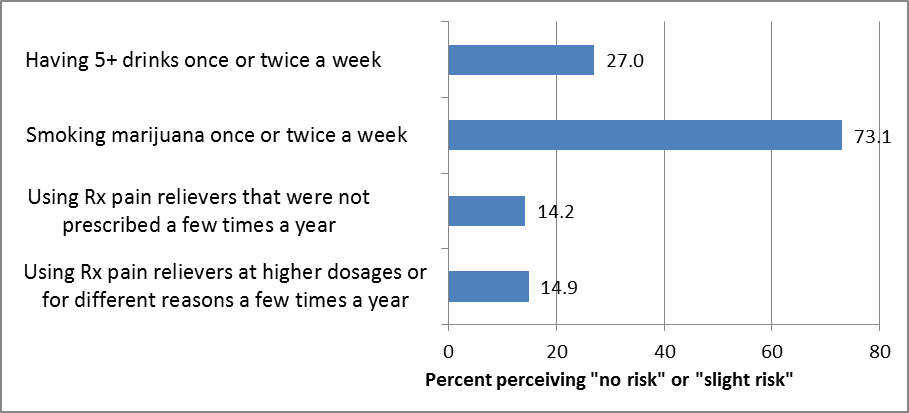 Having 5+ drinks once or twice a week
27.0
Smoking marijuana once or twice a week
73.1
Using Rx pain relievers that were not
prescribed a few times a year
14.2
Using Rx pain relievers at higher dosages or
for different reasons a few times a year
14.9
0 20 40 60 80
Percent perceiving "no risk" or "slight risk"